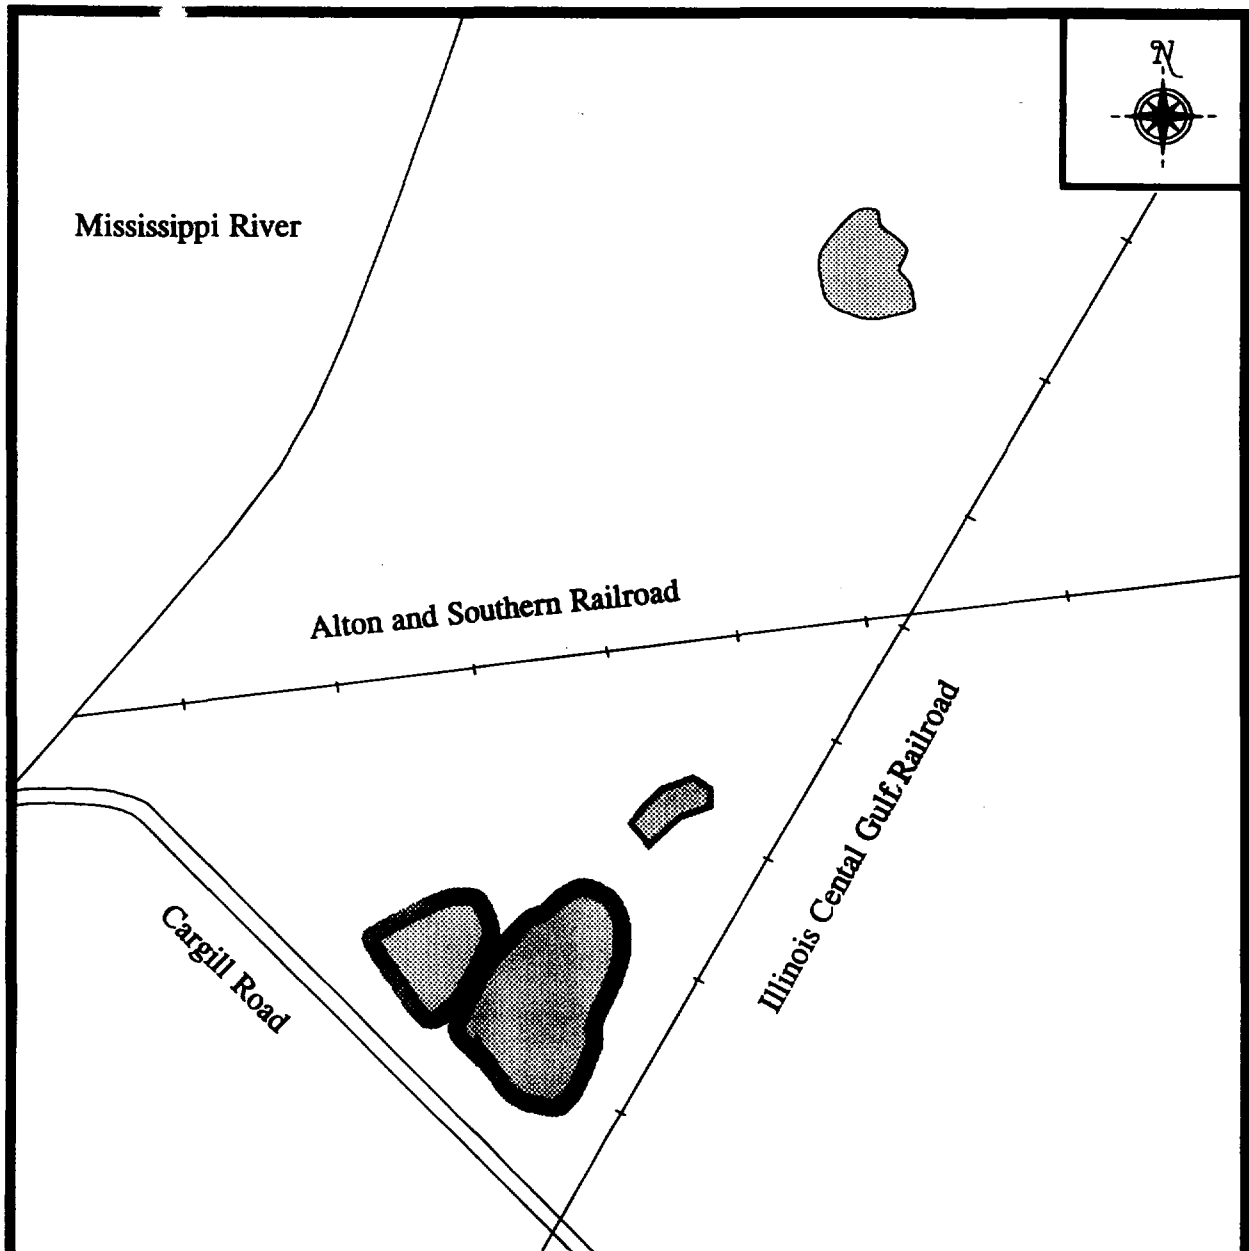 N
Mississippi River
Alton and Southern Railroad
Illinois Cental Gulf Railroad
Cargill Road